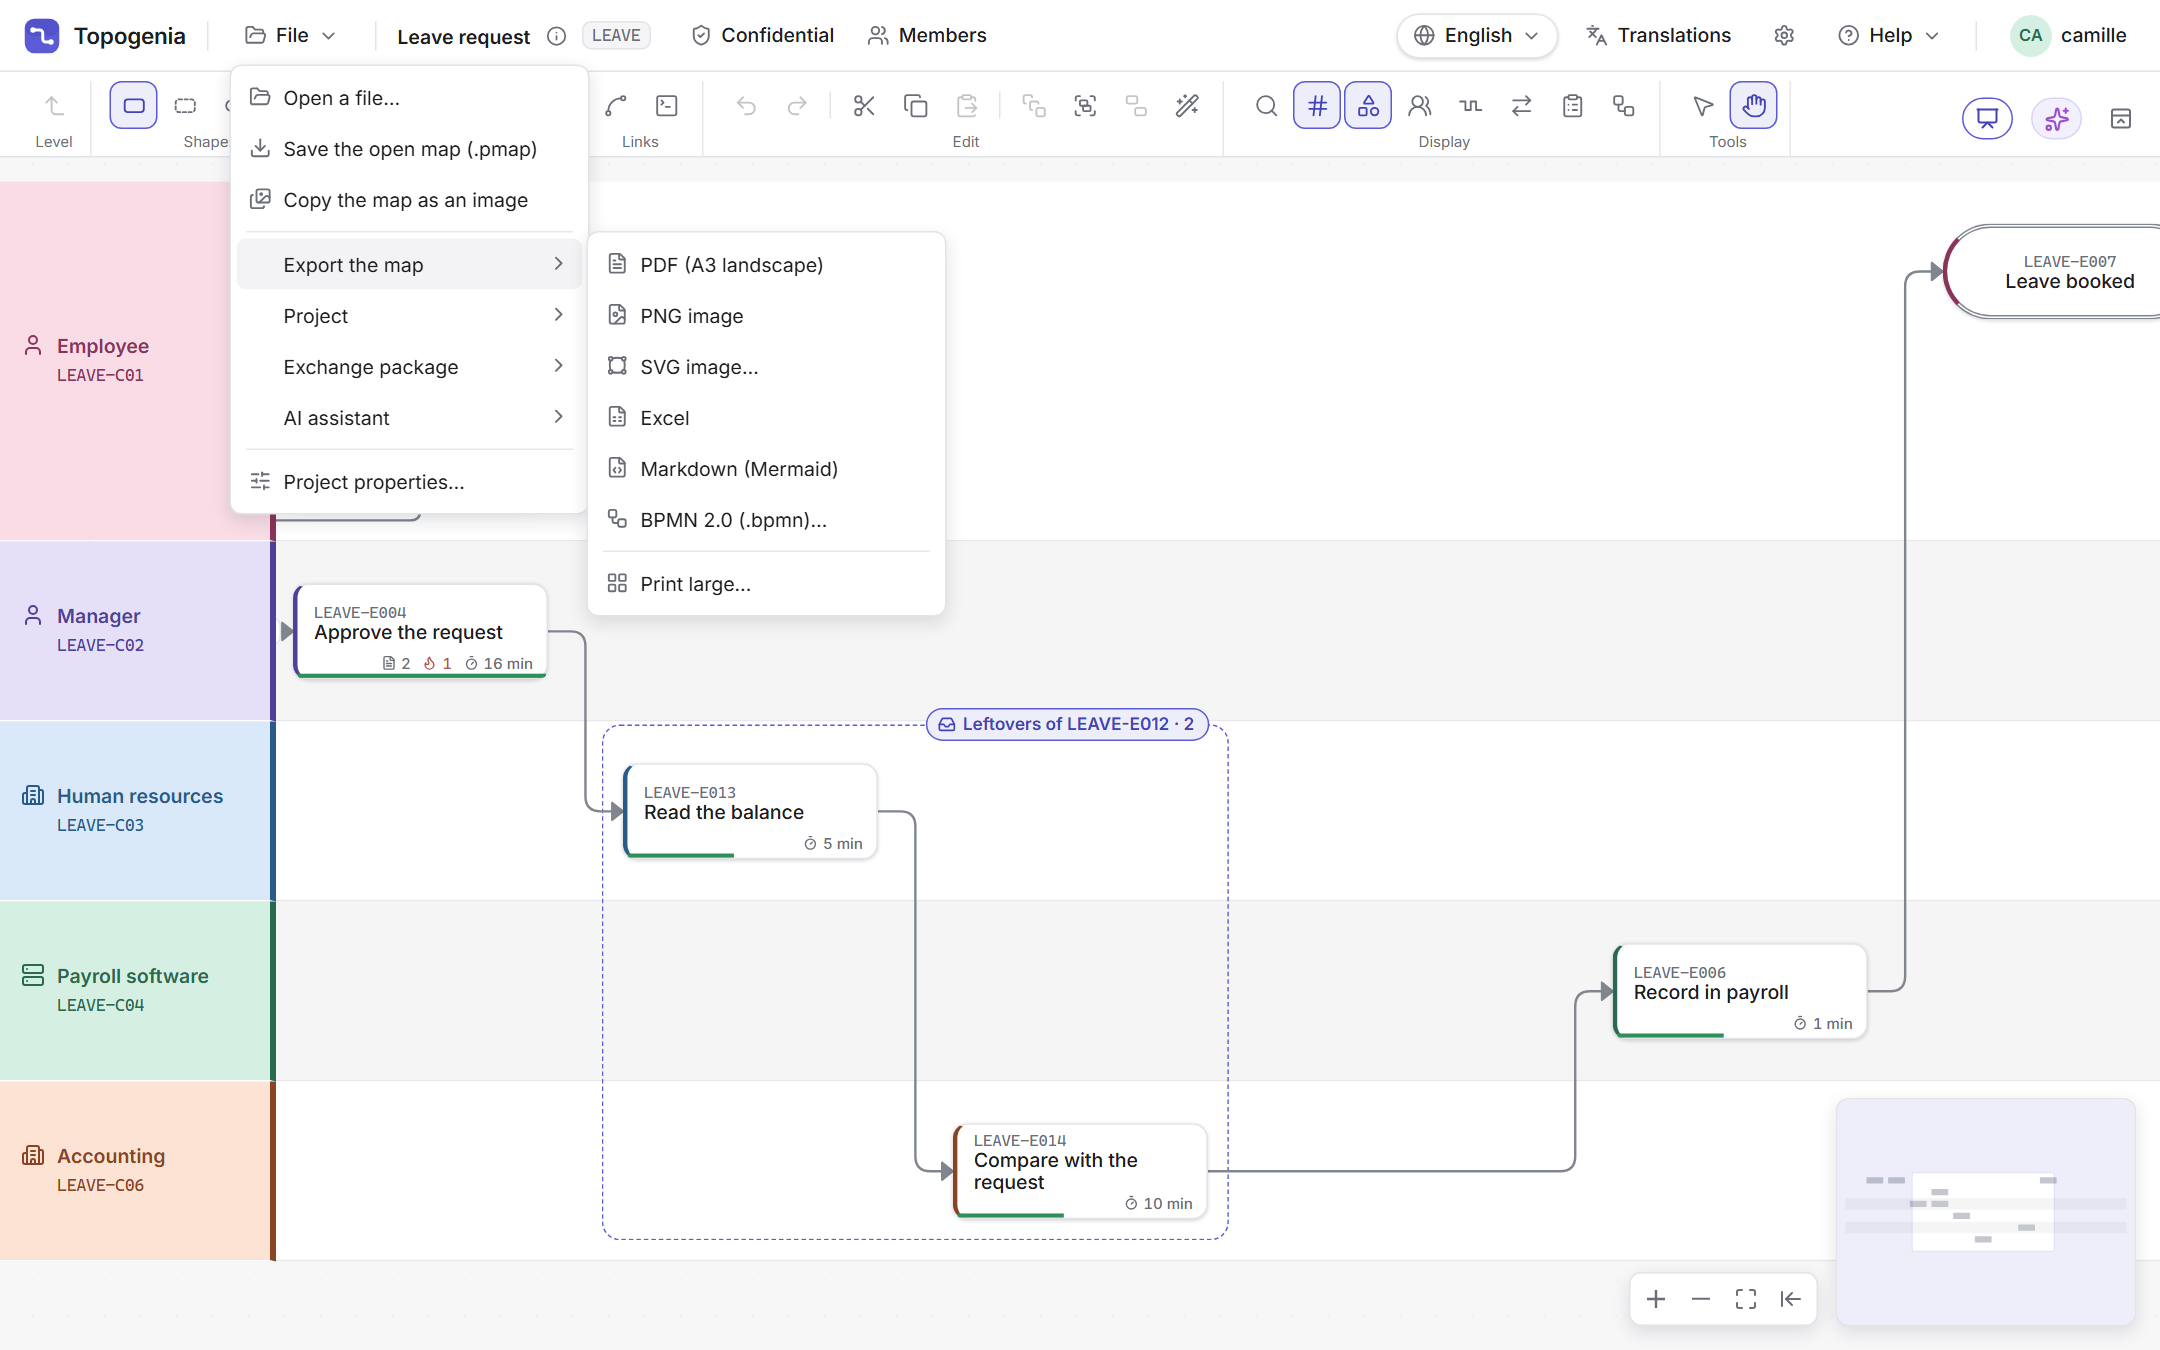 Topogenia
File
Leave request
LEAVE
Confidential
Members
English
Translations
Help
CA
camille
Level
Links
Edit
Display
Tools
Open a file...
Save the open map (.pmap)
Copy the map as an image
Export the map
Project
Exchange package
AI assistant
Project properties...
PDF (A3 landscape)
PNG image
SVG image...
Excel
Markdown (Mermaid)
BPMN 2.0 (.bpmn)...
Print large...
Employee
LEAVE-C01
LEAVE-E007
Leave booked
Manager
LEAVE-C02
LEAVE-E004
Approve the request
2 1 16 min
Leftovers of LEAVE-E012 · 2
Human resources
LEAVE-C03
LEAVE-E013
Read the balance
5 min
Payroll software
LEAVE-C04
LEAVE-E006
Record in payroll
1 min
Accounting
LEAVE-C06
LEAVE-E014
Compare with the
request
10 min